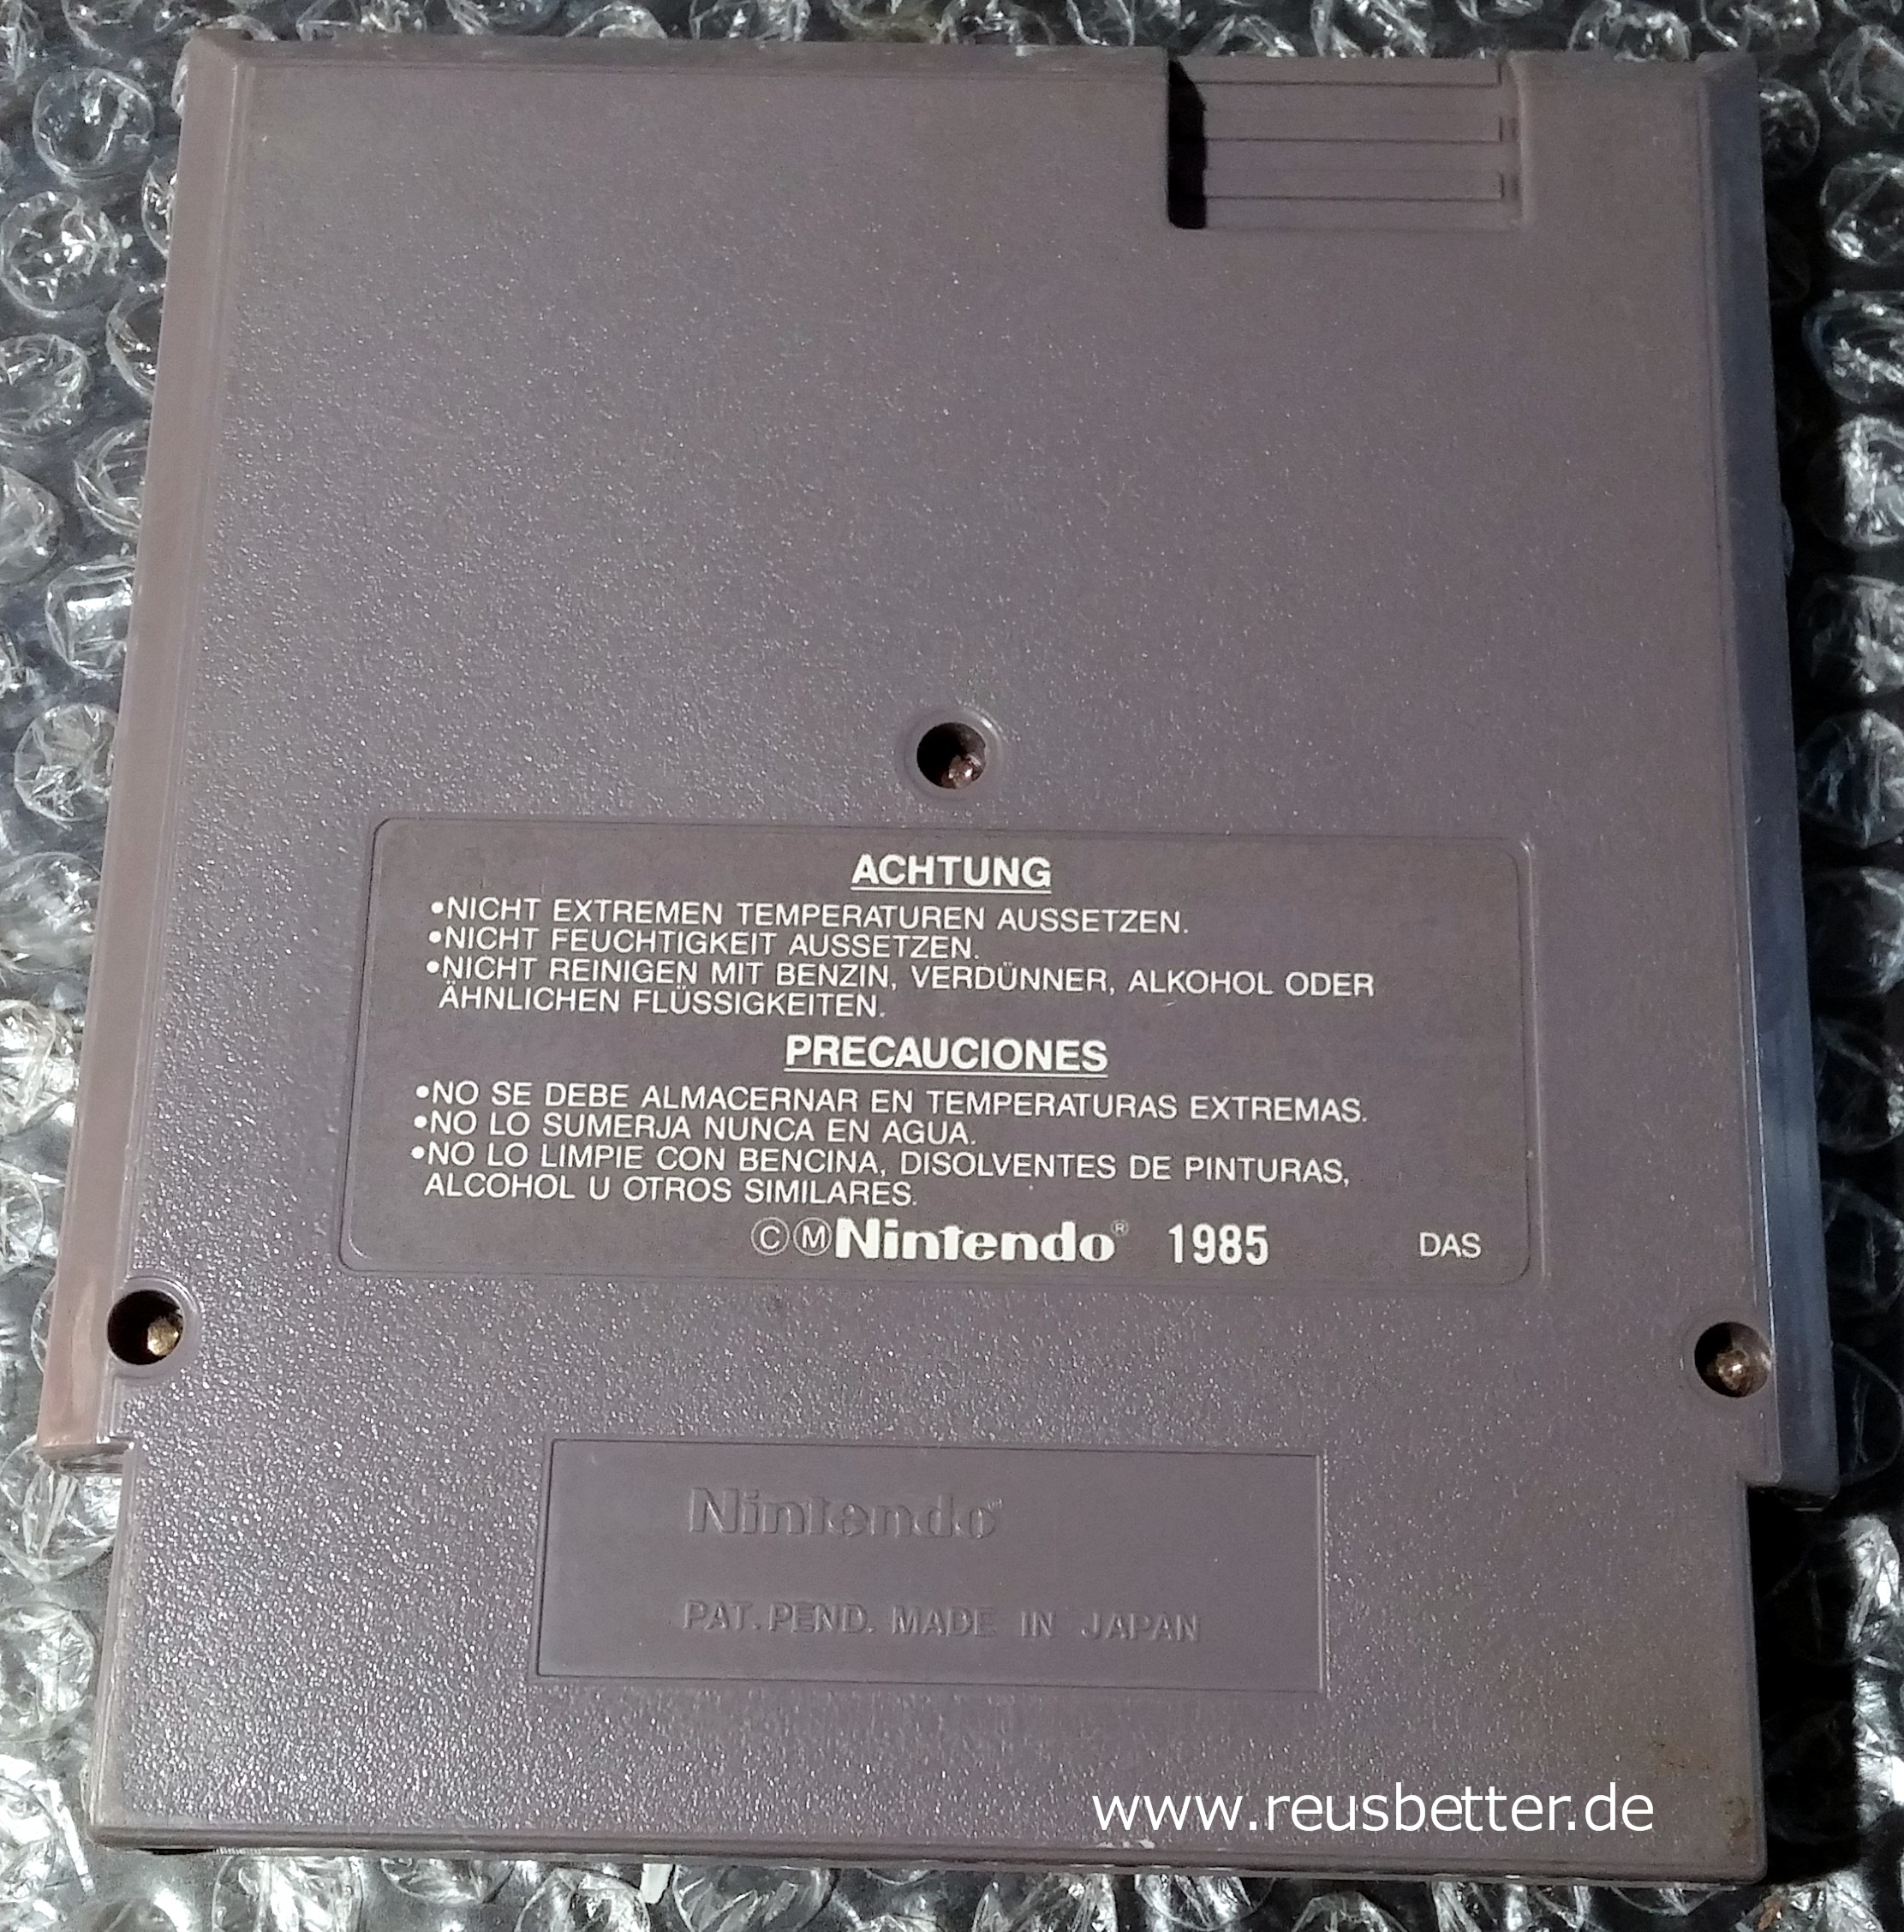 ACHTUNG
•NICHT EXTREMEN TEMPERATUREN AUSSETZEN.
•NICHT FEUCHTIGKEIT AUSSETZEN.
•NICHT REINIGEN MIT BENZIN, VERDÜNNER, ALKOHOL ODER
ÄHNLICHEN FLÜSSIGKEITEN.
PRECAUCIONES
•NO SE DEBE ALMACERNAR EN TEMPERATURAS EXTREMAS.
•NO LO SUMERJA NUNCA EN AGUA.
•NO LO LIMPIE CON BENCINA, DISOLVENTES DE PINTURAS,
ALCOHOL U OTROS SIMILARES.
©ⓂNintendo® 1985 DAS
Nintendo
PAT. PEND. MADE IN JAPAN
www.reusbetter.de